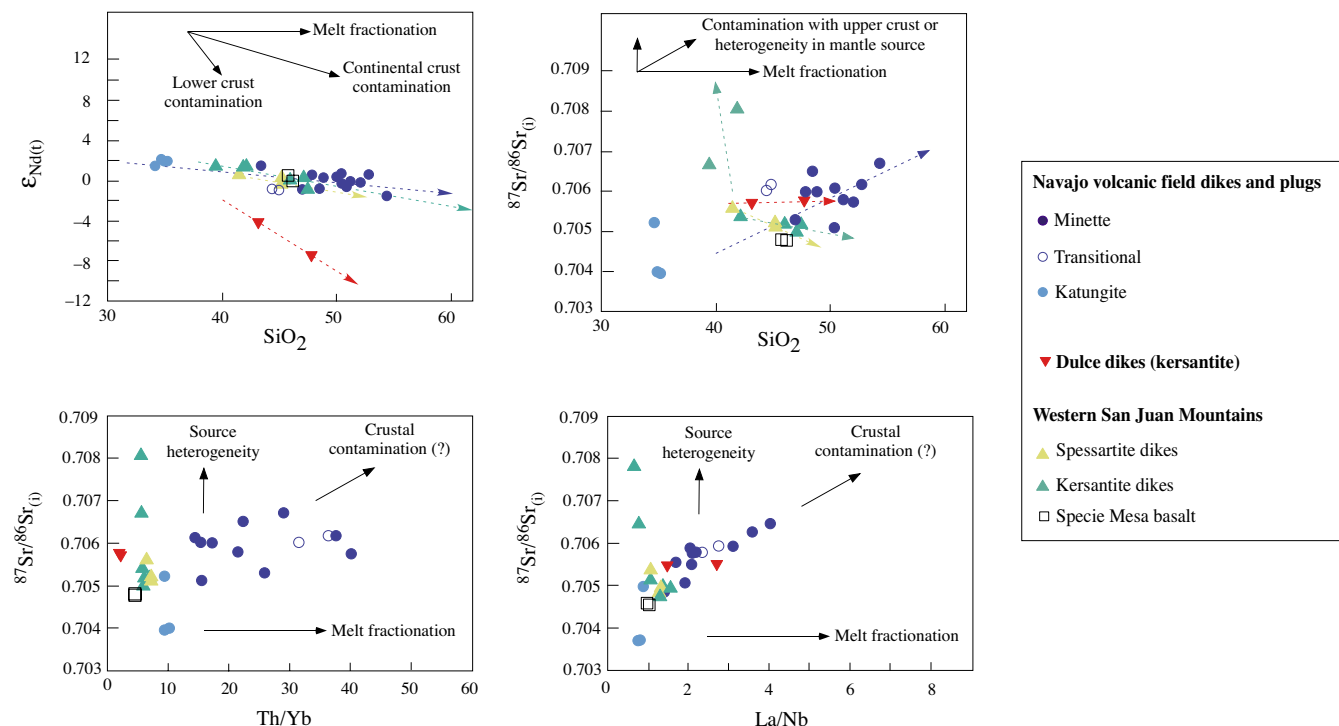 Melt fractionation
Lower crust
contamination
Continental crust
contamination
12
8
4
0
–4
–8
–12
εNd(t)
30
40
50
60
SiO2
Contamination with upper crust or
heterogeneity in mantle source
Melt fractionation
0.709
0.708
0.707
0.706
0.705
0.704
0.703
87Sr/86Sr(i)
30
40
50
60
SiO2
Source
heterogeneity
Crustal
contamination (?)
Melt fractionation
0.709
0.708
0.707
0.706
0.705
0.704
0.703
87Sr/86Sr(i)
0
10
20
30
40
50
60
Th/Yb
Source
heterogeneity
Crustal
contamination (?)
Melt fractionation
0.709
0.708
0.707
0.706
0.705
0.704
0.703
87Sr/86Sr(i)
0
2
4
6
8
La/Nb
Navajo volcanic field dikes and plugs
Minette
Transitional
Katungite
Dulce dikes (kersantite)
Western San Juan Mountains
Spessartite dikes
Kersantite dikes
Specie Mesa basalt